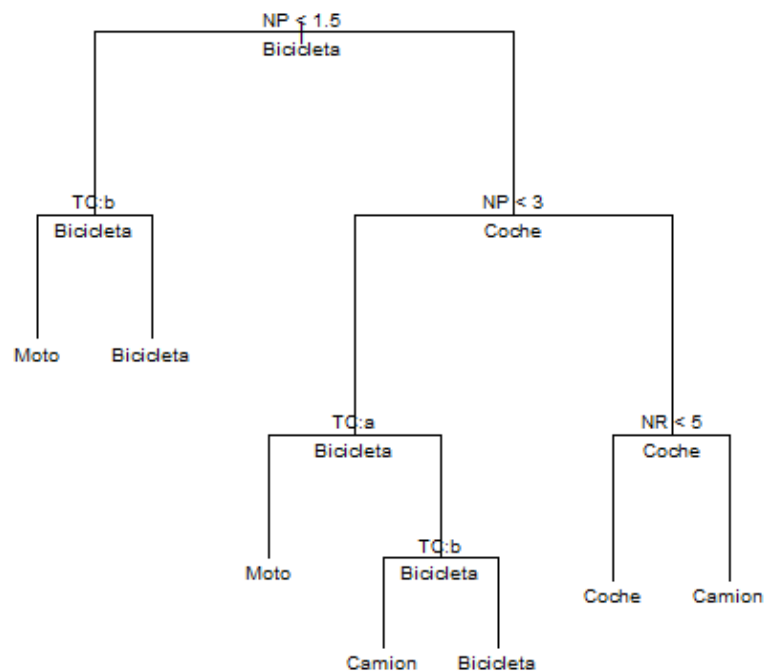 NP < 1.5
Bicicleta
TC:b
Bicicleta
NP < 3
Coche
Moto
Bicicleta
TC:a
Bicicleta
NR < 5
Coche
Moto
TC:b
Bicicleta
Coche
Camion
Camion
Bicicleta